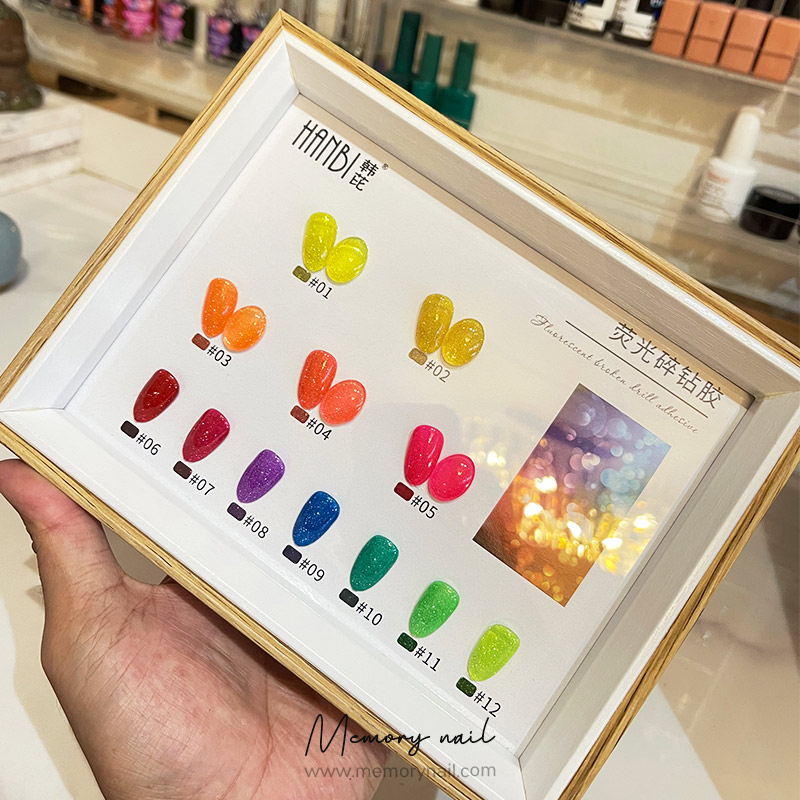 HANBI 韩芘®
荧光碎钻胶
Fluorescent broken drill adhesive
#01
#02
#03
#04
#05
#06
#07
#08
#09
#10
#11
#12
Memory nail
www.memorynail.com